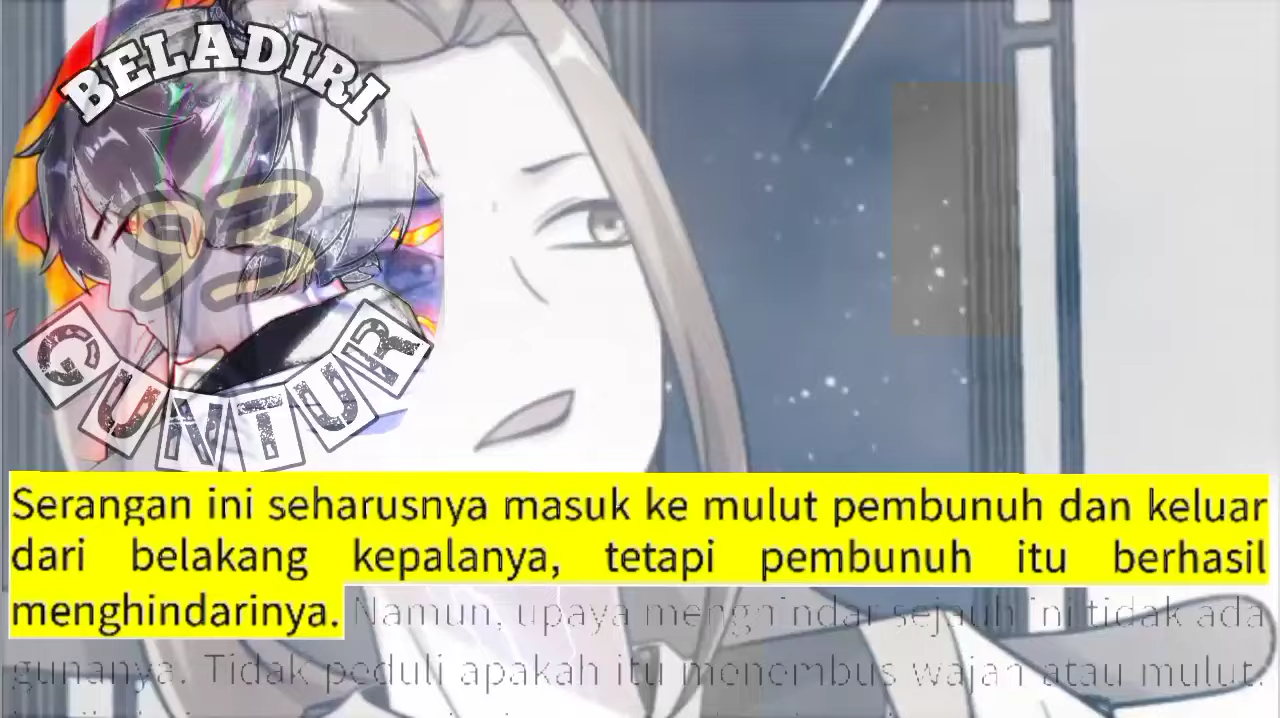 BELADIRI
93
GUNTUR
Serangan ini seharusnya masuk ke mulut pembunuh dan keluar
dari belakang kepalanya, tetapi pembunuh itu berhasil
menghindarinya. Namun, upaya menghindar sejauh ini tidak ada
gunanya. Tidak peduli apakah itu menembus wajah atau mulut,